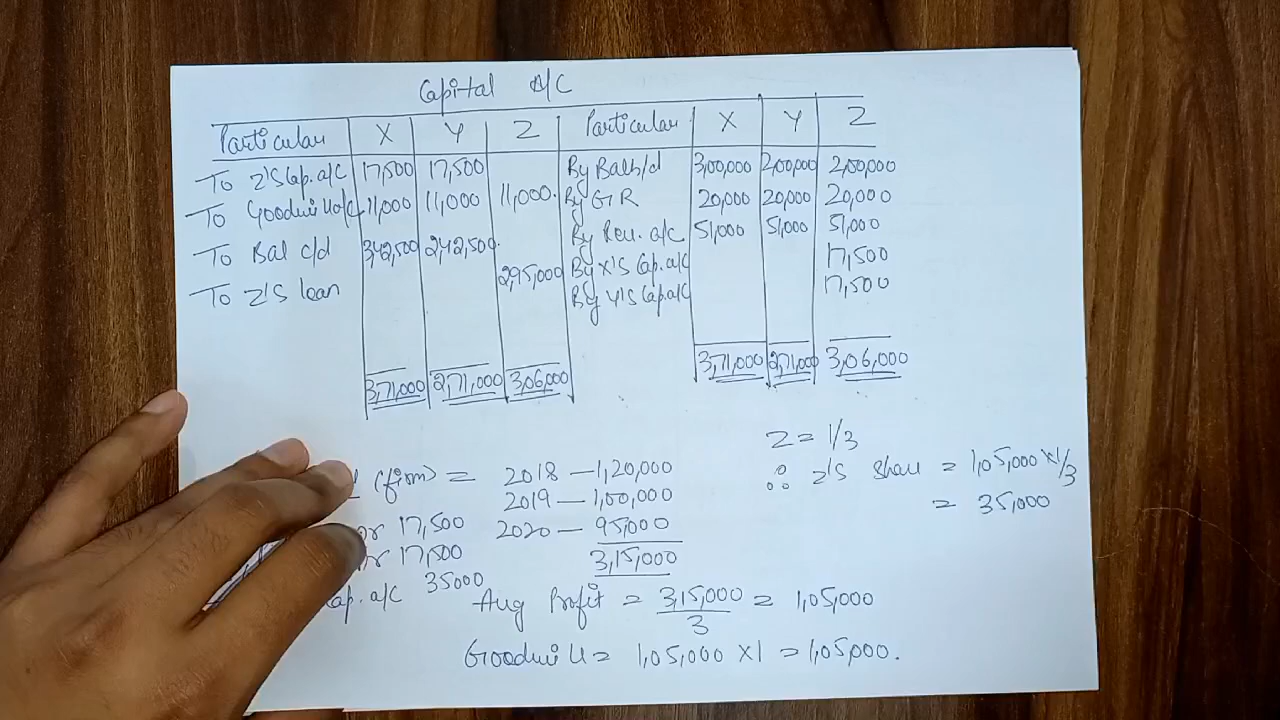 Capital A/C
Particular X Y Z Particular X Y Z
To Z'S Cap. a/c 17,500 17,500 By Bal b/d 3,00,000 2,00,000 2,00,000
To Goodwill a/c 11,000 11,000 11,000. By G R 20,000 20,000 20,000
To Bal c/d 3,42,500 2,42,500. By Rev. a/c 51,000 51,000 51,000
To Z'S loan 2,95,000 By X'S Cap. a/c 17,500
By Y'S Cap. a/c 17,500
3,71,000 2,71,000 3,06,000 3,71,000 2,71,000 3,06,000
(firm) = 2018 — 1,20,000
2019 — 1,00,000
or 17,500 2020 — 95,000
r 17,500 3,15,000
ap. a/c 35000
Avg Profit = 3,15,000 / 3 = 1,05,000
Goodwill = 1,05,000 X 1 = 1,05,000.
Z = 1/3
∴ Z'S Share = 1,05,000 X 1/3
= 35,000